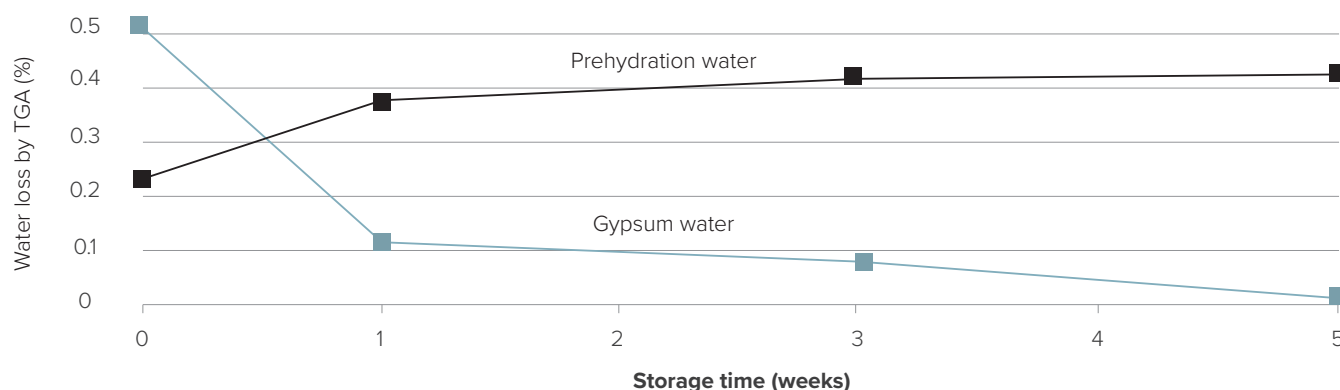 Water loss by TGA (%)
0.5
0.4
0.3
0.2
0.1
0
Prehydration water
Gypsum water
0 1 2 3 4 5
Storage time (weeks)